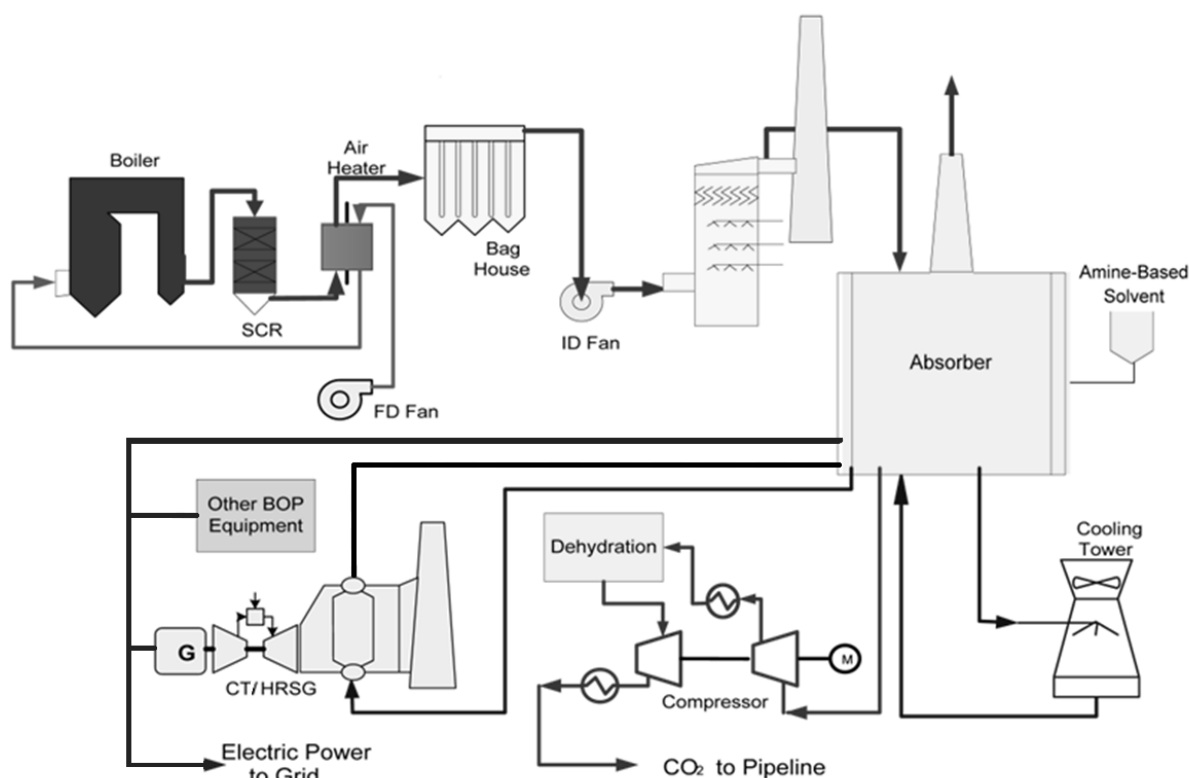 Boiler
Air
Heater
SCR
Bag
House
ID Fan
FD Fan
Absorber
Amine-Based
Solvent
Other BOP
Equipment
Dehydration
Cooling
Tower
G
CT/HRSG
M
Compressor
Electric Power
to Grid
CO₂ to Pipeline